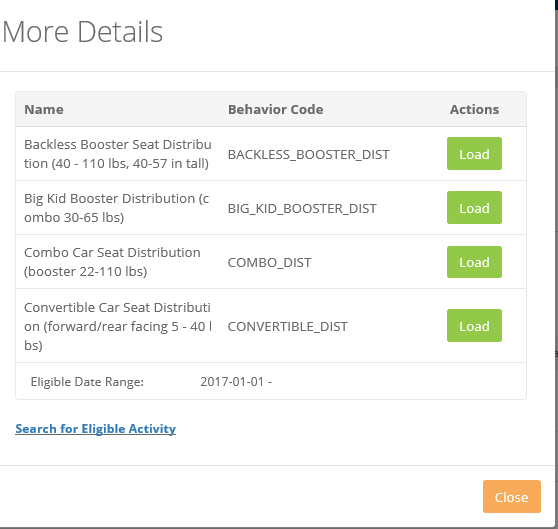 More Details
Name Behavior Code Actions
Backless Booster Seat Distribu
tion (40 - 110 lbs, 40-57 in tall) BACKLESS_BOOSTER_DIST Load
Big Kid Booster Distribution (c
ombo 30-65 lbs) BIG_KID_BOOSTER_DIST Load
Combo Car Seat Distribution
(booster 22-110 lbs) COMBO_DIST Load
Convertible Car Seat Distributi
on (forward/rear facing 5 - 40 l CONVERTIBLE_DIST Load
bs)
Eligible Date Range: 2017-01-01 -
Search for Eligible Activity
Close